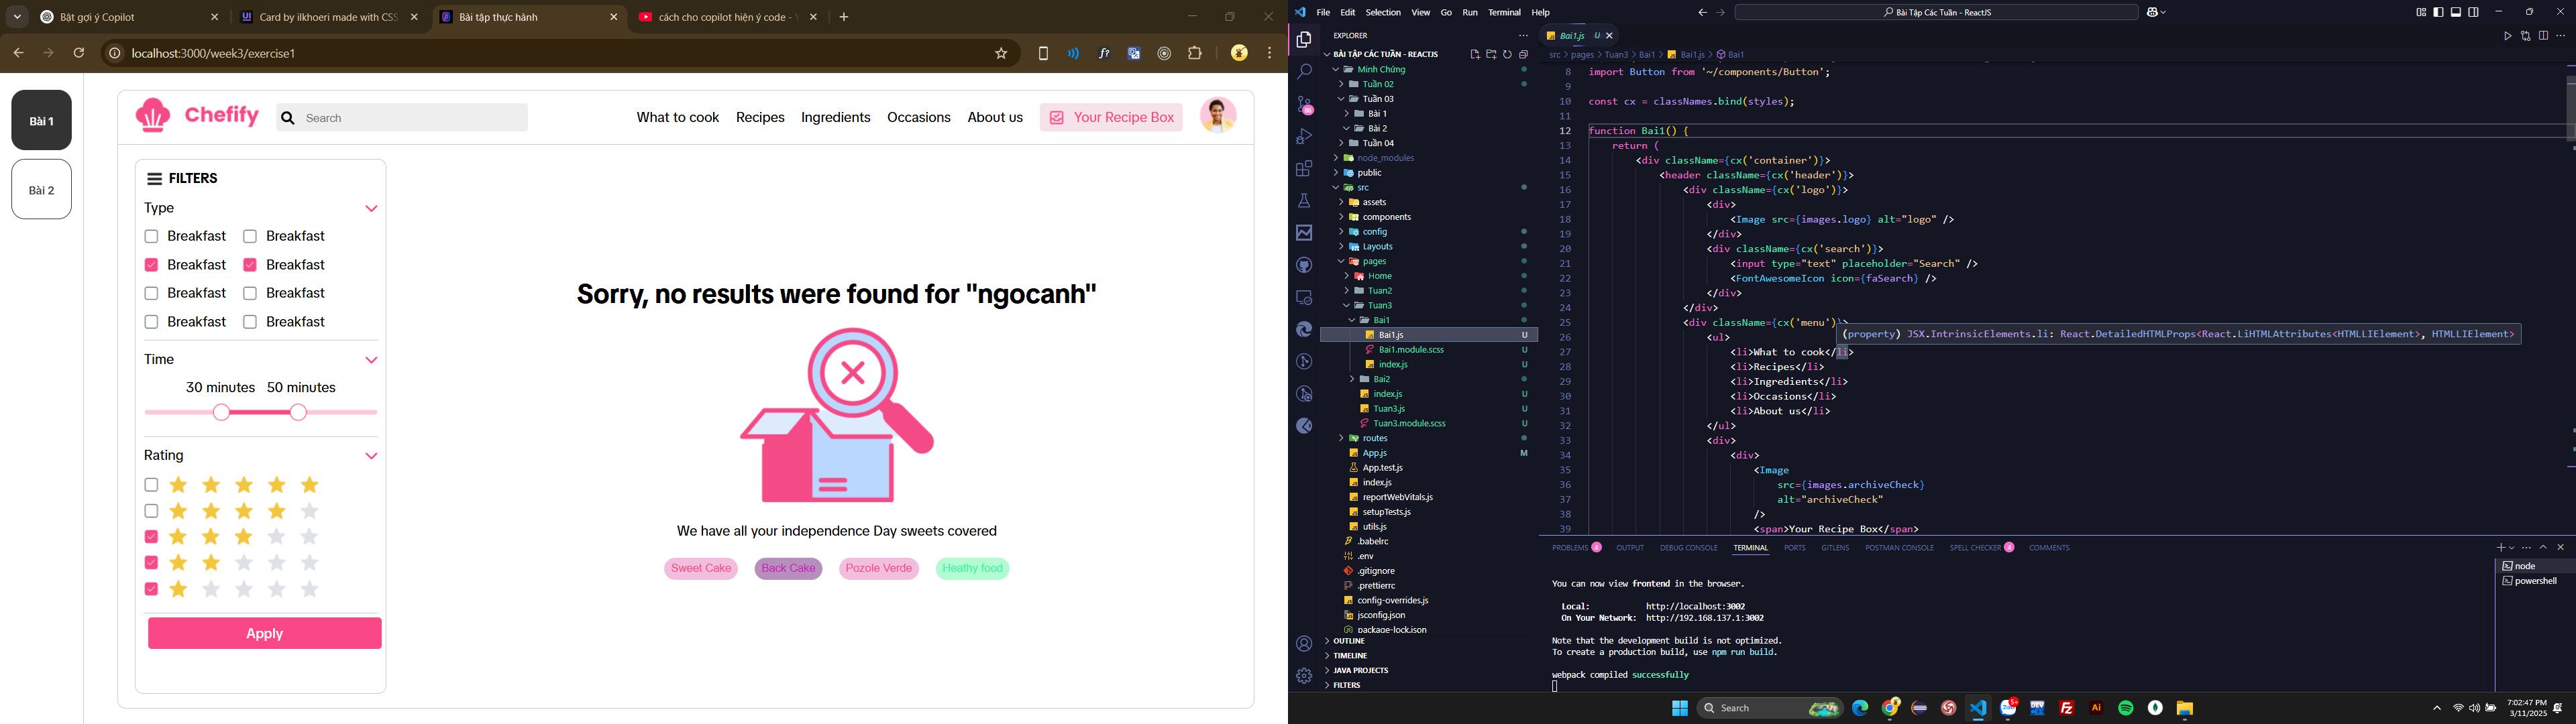 Bật gợi ý Copilot
Card by ilkhoeri made with CSS
Bài tập thực hành
cách cho copilot hiện ý code - Y
localhost:3000/week3/exercise1
Bài 1
Bài 2
Chefify
Search
What to cook
Recipes
Ingredients
Occasions
About us
Your Recipe Box
FILTERS
Type
Breakfast Breakfast
Breakfast Breakfast
Breakfast Breakfast
Breakfast Breakfast
Time
30 minutes 50 minutes
Rating
Apply
Sorry, no results were found for "ngocanh"
We have all your independence Day sweets covered
Sweet Cake
Back Cake
Pozole Verde
Heathy food
File Edit Selection View Go Run Terminal Help
Bài Tập Các Tuần - ReactJS
EXPLORER
BÀI TẬP CÁC TUẦN - REACTJS
Minh Chứng
Tuần 02
Tuần 03
Bài 1
Bài 2
Tuần 04
node_modules
public
src
assets
components
config
Layouts
pages
Home
Tuan2
Tuan3
Bai1
Bai1.js U
Bai1.module.scss U
index.js U
Bai2
index.js U
Tuan3.js U
Tuan3.module.scss U
routes
App.js M
App.test.js
index.js
reportWebVitals.js
setupTests.js
utils.js
.babelrc
.env
.gitignore
.prettierrc
config-overrides.js
jsconfig.json
package-lock.json
OUTLINE
TIMELINE
JAVA PROJECTS
FILTERS
Bai1.js U
src > pages > Tuan3 > Bai1 > Bai1.js > Bai1
8 import Button from '~/components/Button';
9
10 const cx = classNames.bind(styles);
11
12 function Bai1() {
13 return (
14 <div className={cx('container')}>
15 <header className={cx('header')}>
16 <div className={cx('logo')}>
17 <div>
18 <Image src={images.logo} alt="logo" />
19 </div>
20 <div className={cx('search')}>
21 <input type="text" placeholder="Search" />
22 <FontAwesomeIcon icon={faSearch} />
23 </div>
24 </div>
25 <div className={cx('menu')}>
(property) JSX.IntrinsicElements.li: React.DetailedHTMLProps<React.LiHTMLAttributes<HTMLLIElement>, HTMLLIElement>
26 <ul>
27 <li>What to cook</li>
28 <li>Recipes</li>
29 <li>Ingredients</li>
30 <li>Occasions</li>
31 <li>About us</li>
32 </ul>
33 <div>
34 <div>
35 <Image
36 src={images.archiveCheck}
37 alt="archiveCheck"
38 />
39 <span>Your Recipe Box</span>
PROBLEMS 4 OUTPUT DEBUG CONSOLE TERMINAL PORTS GITLENS POSTMAN CONSOLE SPELL CHECKER 4 COMMENTS
You can now view frontend in the browser.
Local: http://localhost:3002
On Your Network: http://192.168.137.1:3002
Note that the development build is not optimized.
To create a production build, use npm run build.
webpack compiled successfully
node
powershell
Search
7:02:47 PM
3/11/2025